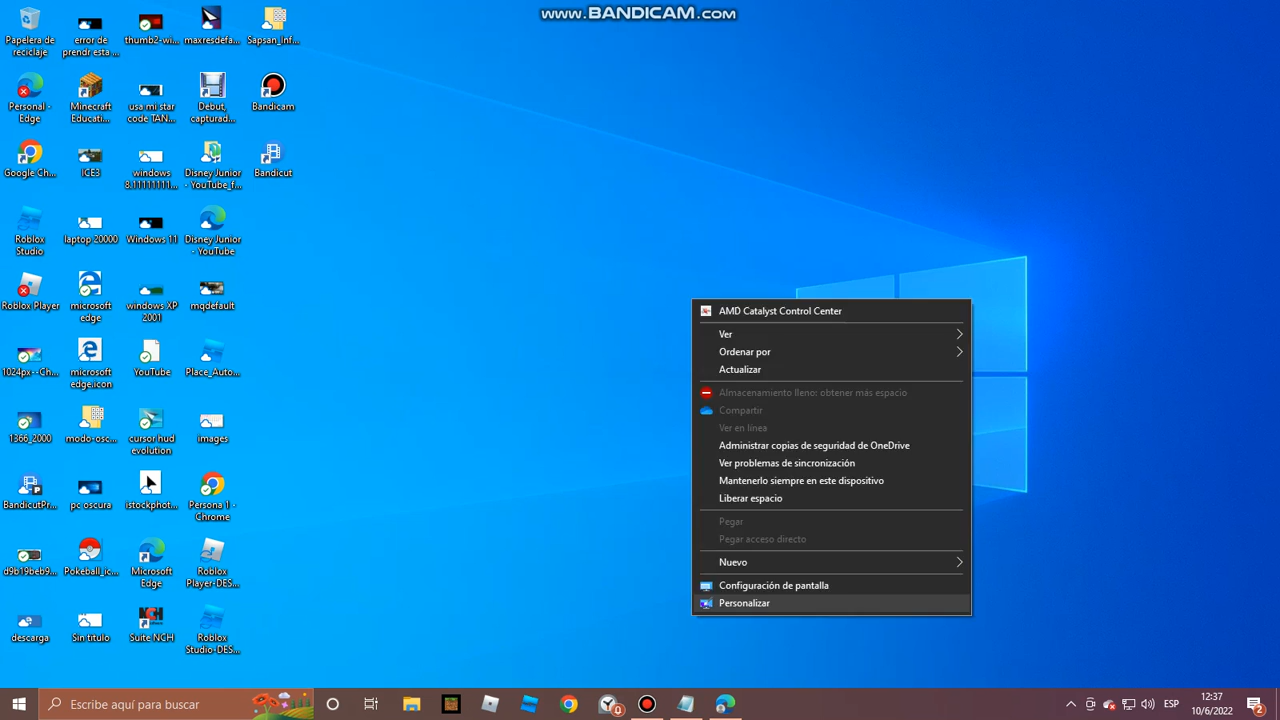 www.BANDICAM.com
Papelera de
reciclaje
error de
prendr esta ...
thumb2-wi...
maxresdefa...
Sapsan_Inf...
Personal -
Edge
Minecraft
Educati...
usa mi star
code TAN...
Debut,
capturad...
Bandicam
Google Ch...
ICE3
windows
8.11111111...
Disney Junior
- YouTube_f...
Bandicut
Roblox
Studio
laptop 20000
Windows 11
Disney Junior
- YouTube
Roblox Player
microsoft
edge
windows XP
2001
mqdefault
1024px--Ch...
microsoft
edge.icon
YouTube
Place_Auto...
1366_2000
modo-osc...
cursor hud
evolution
images
BandicutPr...
pc oscura
istockphot...
Persona 1 -
Chrome
d9b19beb9...
Pokeball_ic...
Microsoft
Edge
Roblox
Player-DES...
descarga
Sin titulo
Suite NCH
Roblox
Studio-DES...
AMD Catalyst Control Center
Ver
Ordenar por
Actualizar
Almacenamiento lleno: obtener más espacio
Compartir
Ver en línea
Administrar copias de seguridad de OneDrive
Ver problemas de sincronización
Mantenerlo siempre en este dispositivo
Liberar espacio
Pegar
Pegar acceso directo
Nuevo
Configuración de pantalla
Personalizar
Escribe aquí para buscar
0
ESP
12:37
10/6/2022
2